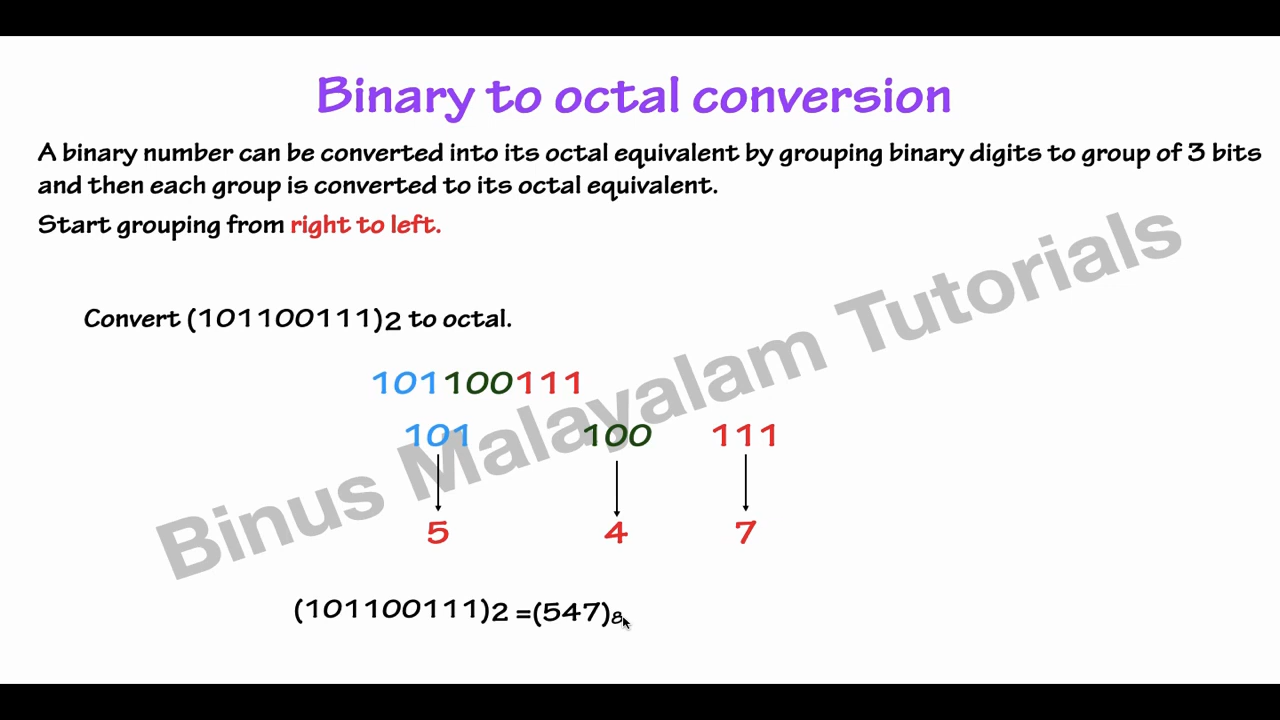 Binary to octal conversion
A binary number can be converted into its octal equivalent by grouping binary digits to group of 3 bits
and then each group is converted to its octal equivalent.
Start grouping from right to left.
Convert (101100111)2 to octal.
101100111
101 100 111
5 4 7
(101100111)2 =(547)8
Binus Malayalam Tutorials